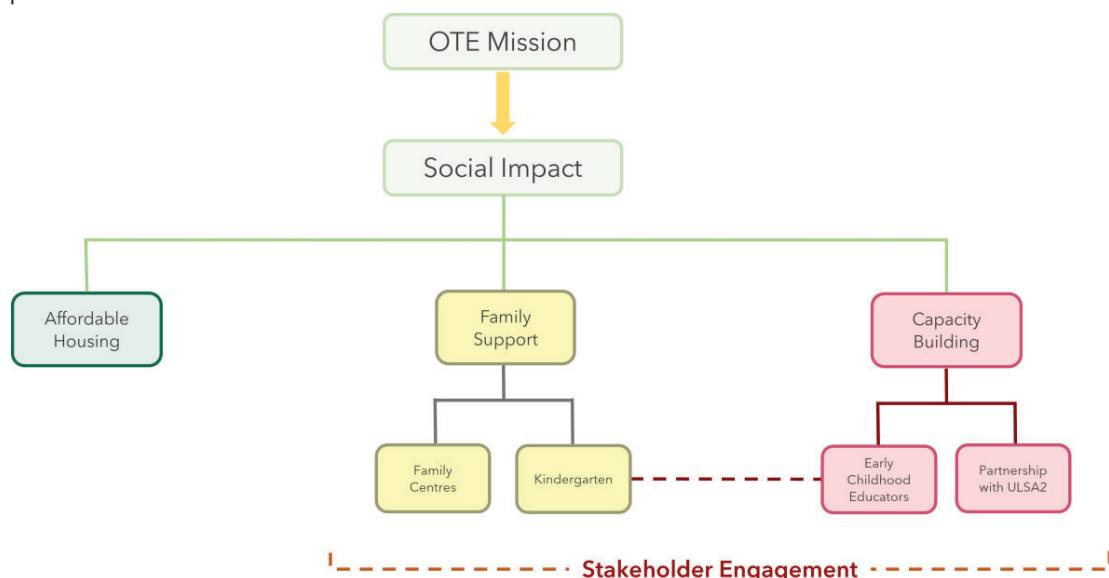 OTE Mission
Social Impact
Affordable
Housing
Family
Support
Capacity
Building
Family
Centres
Kindergarten
Early
Childhood
Educators
Partnership
with ULSA2
Stakeholder Engagement